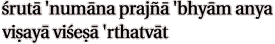 śrutā 'numāna prajñā 'bhyām anya
viṣayā viśeṣā 'rthatvāt